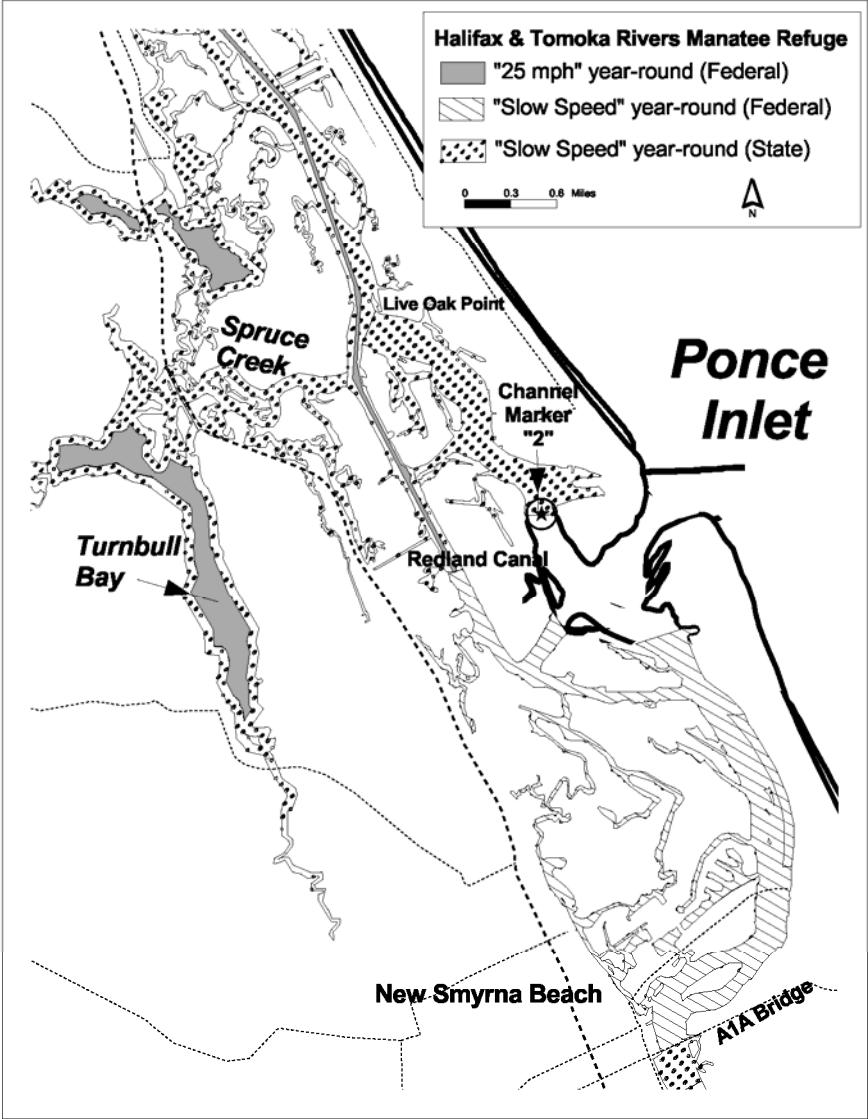 Halifax & Tomoka Rivers Manatee Refuge
"25 mph" year-round (Federal)
"Slow Speed" year-round (Federal)
"Slow Speed" year-round (State)
0 0.3 0.6 Miles
N
Live Oak Point
Spruce
Creek
Ponce
Inlet
Channel
Marker
"2"
Turnbull
Bay
Redland Canal
New Smyrna Beach
A1A Bridge